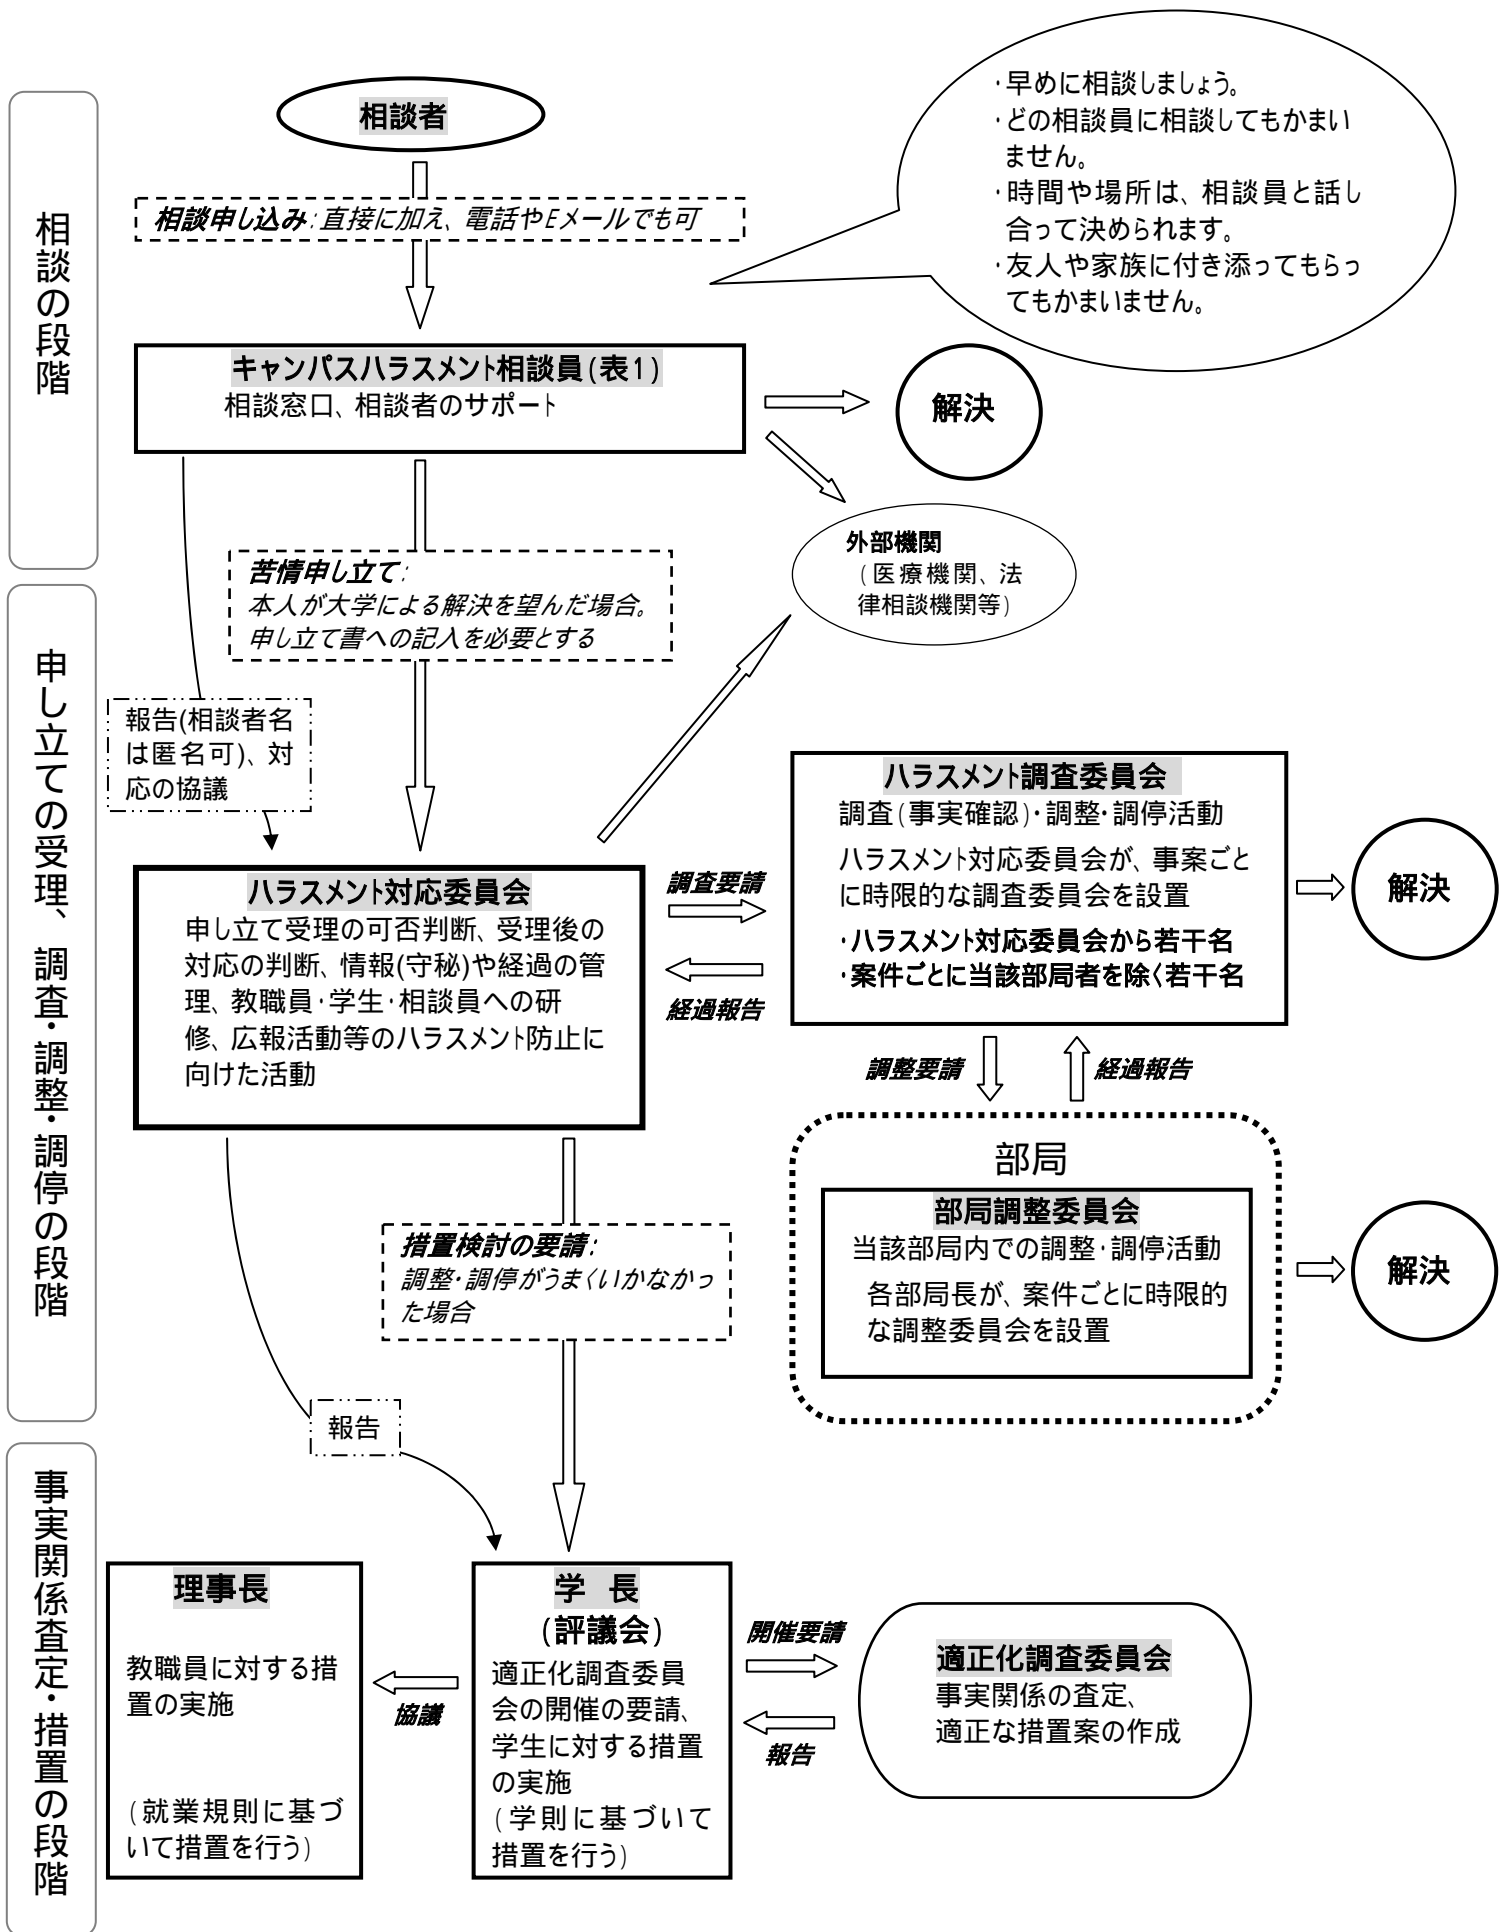 相談の段階
相談者
相談申し込み:直接に加え、電話やEメールでも可
・早めに相談しましょう。
・どの相談員に相談してもかまい
ません。
・時間や場所は、相談員と話し
合って決められます。
・友人や家族に付き添ってもらっ
てもかまいません。
キャンパスハラスメント相談員(表1)
相談窓口、相談者のサポート
解決
外部機関
(医療機関、法
律相談機関等)
苦情申し立て:
本人が大学による解決を望んだ場合。
申し立て書への記入を必要とする
申し立ての受理、調査・調整・調停の段階
報告(相談者名
は匿名可)、対
応の協議
ハラスメント対応委員会
申し立て受理の可否判断、受理後の
対応の判断、情報(守秘)や経過の管
理、教職員・学生・相談員への研
修、広報活動等のハラスメント防止に
向けた活動
調査要請
経過報告
ハラスメント調査委員会
調査(事実確認)・調整・調停活動
ハラスメント対応委員会が、事案ごと
に時限的な調査委員会を設置
・ハラスメント対応委員会から若干名
・案件ごとに当該部局者を除く若干名
解決
調整要請
経過報告
部局
部局調整委員会
当該部局内での調整・調停活動
各部局長が、案件ごとに時限的
な調整委員会を設置
解決
措置検討の要請:
調整・調停がうまくいかなかっ
た場合
報告
事実関係査定・措置の段階
理事長
教職員に対する措
置の実施
(就業規則に基づ
いて措置を行う)
協議
学　長
(評議会)
適正化調査委員
会の開催の要請、
学生に対する措置
の実施
(学則に基づいて
措置を行う)
開催要請
報告
適正化調査委員会
事実関係の査定、
適正な措置案の作成